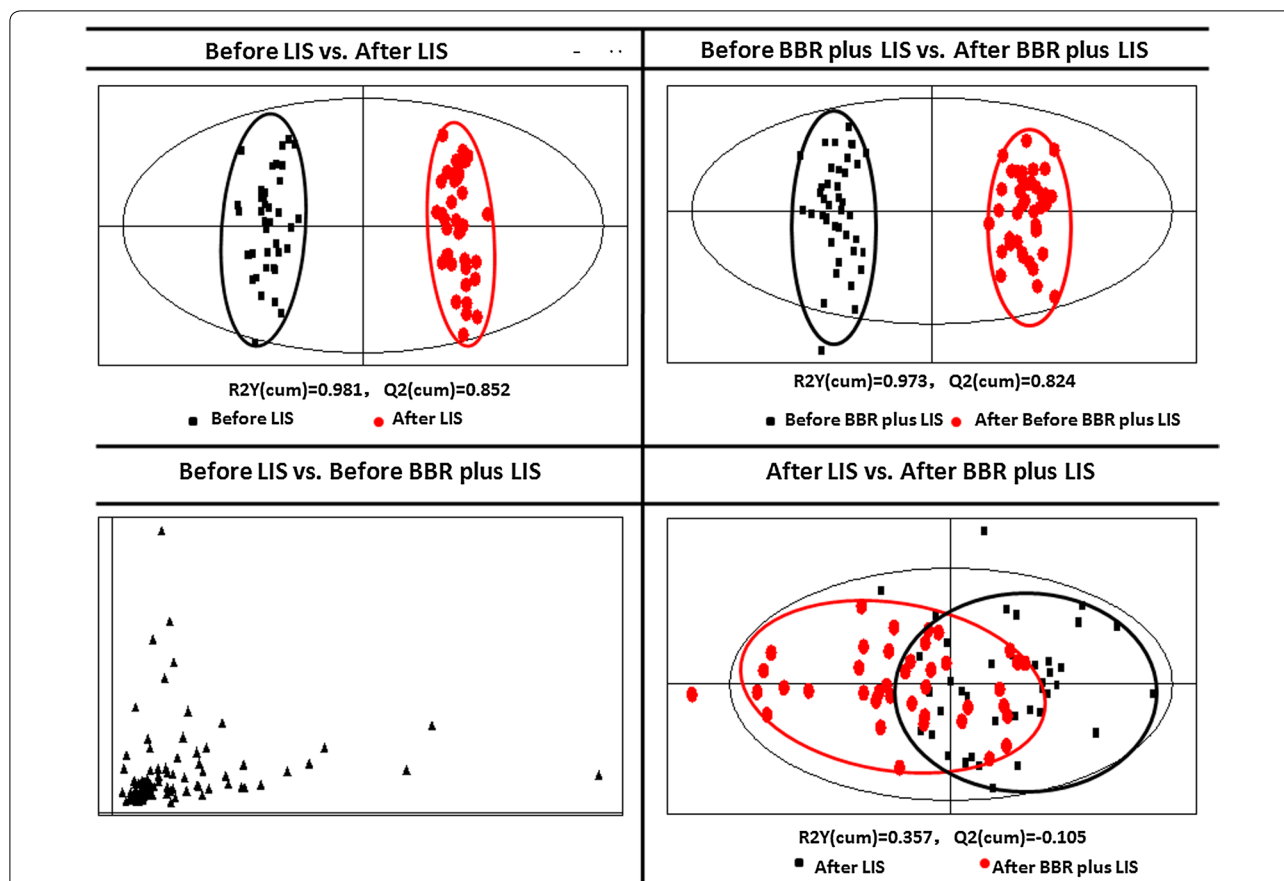 Before LIS vs. After LIS
Before BBR plus LIS vs. After BBR plus LIS
R2Y(cum)=0.981, Q2(cum)=0.852
Before LIS After LIS
R2Y(cum)=0.973, Q2(cum)=0.824
Before BBR plus LIS After Before BBR plus LIS
Before LIS vs. Before BBR plus LIS
After LIS vs. After BBR plus LIS
R2Y(cum)=0.357, Q2(cum)=-0.105
After LIS After BBR plus LIS